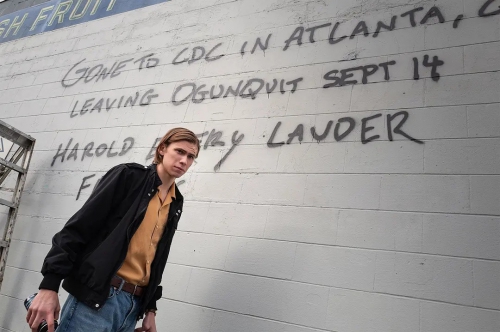 SH FRUIT
GONE TO CDC IN ATLANTA,
LEAVING OGUNQUIT SEPT 14
HAROLD LAUDER